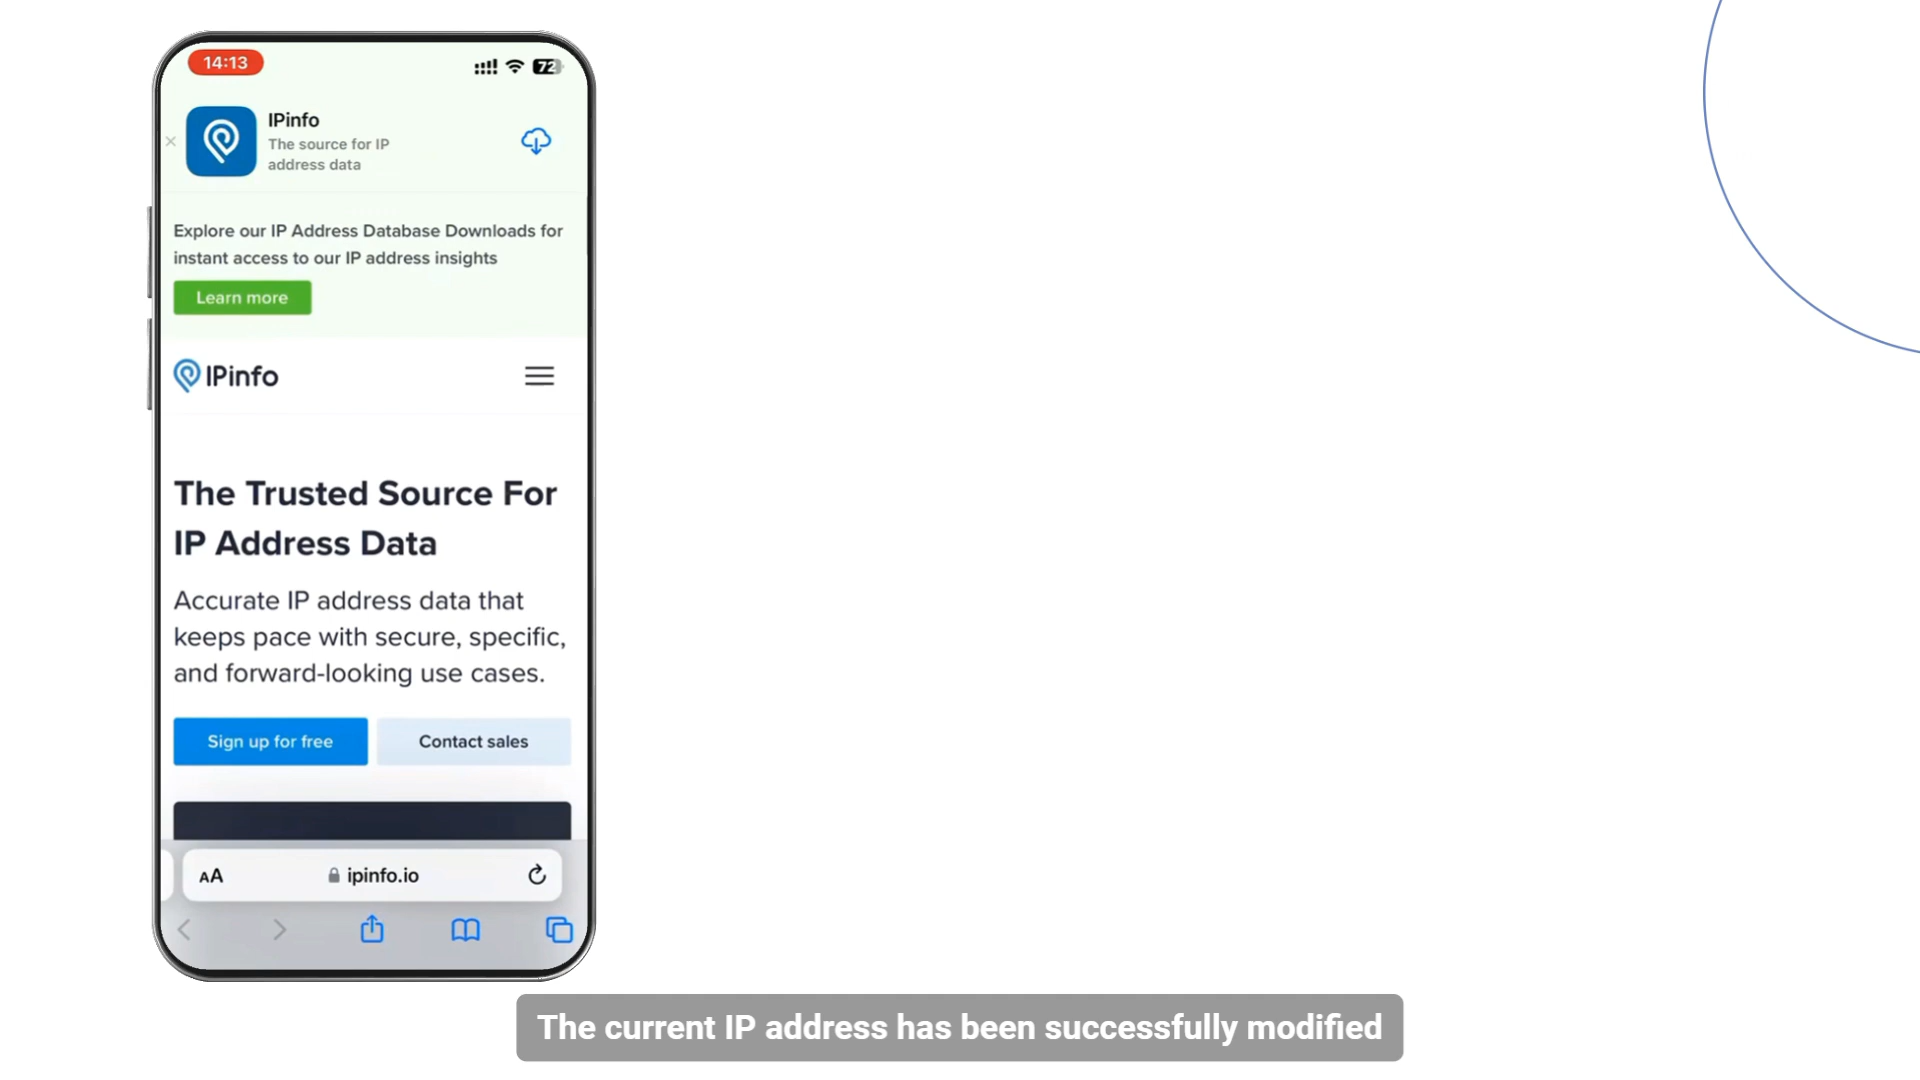 14:13
72
IPinfo
The source for IP
address data
Explore our IP Address Database Downloads for
instant access to our IP address insights
Learn more
IPinfo
The Trusted Source For
IP Address Data
Accurate IP address data that
keeps pace with secure, specific,
and forward-looking use cases.
Sign up for free
Contact sales
AA
ipinfo.io
The current IP address has been successfully modified